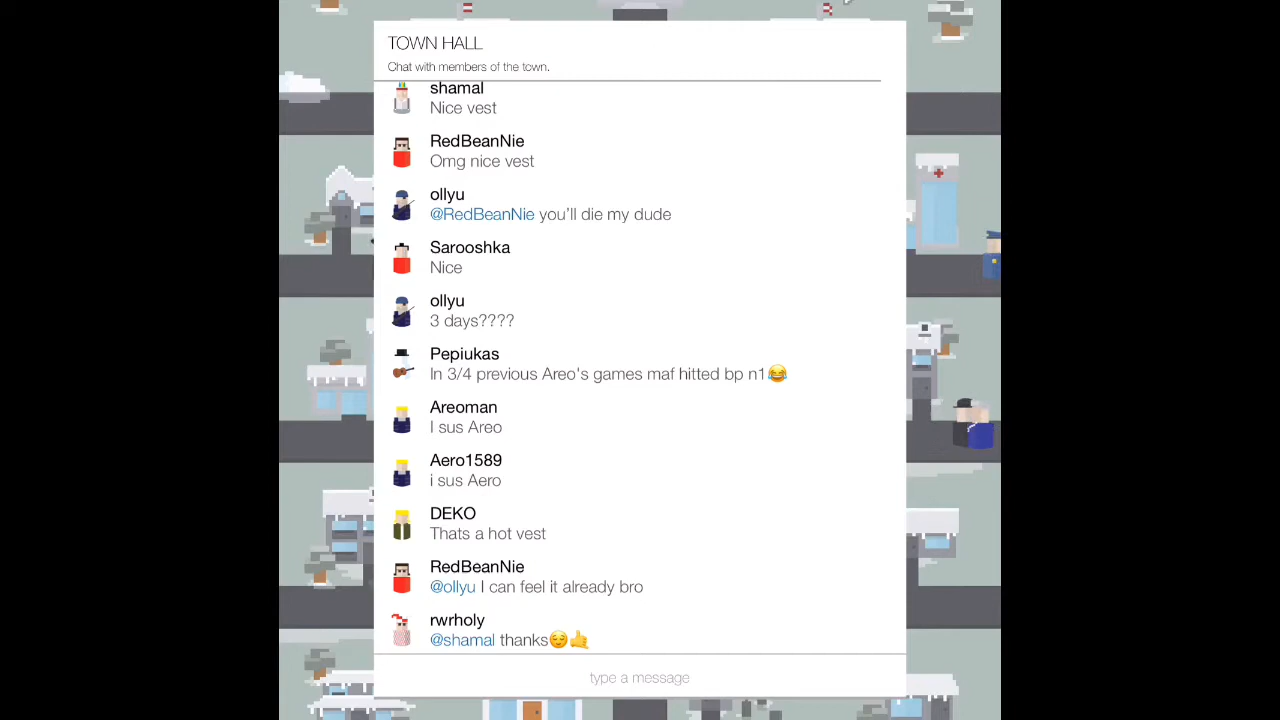 TOWN HALL
Chat with members of the town.
shamal
Nice vest
RedBeanNie
Omg nice vest
ollyu
@RedBeanNie you'll die my dude
Sarooshka
Nice
ollyu
3 days????
Pepiukas
In 3/4 previous Areo's games maf hitted bp n1😂
Areoman
I sus Areo
Aero1589
i sus Aero
DEKO
Thats a hot vest
RedBeanNie
@ollyu I can feel it already bro
rwrholy
@shamal thanks😌🤙
type a message